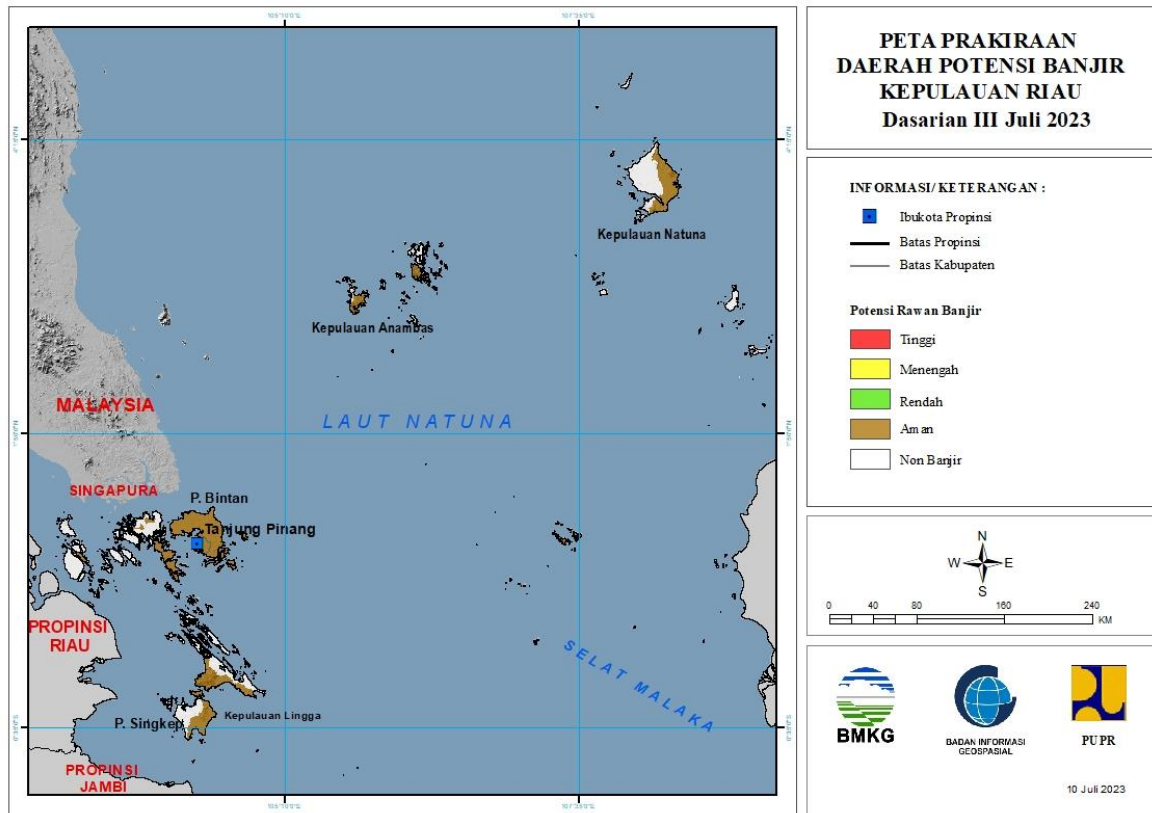 PETA PRAKIRAAN
DAERAH POTENSI BANJIR
KEPULAUAN RIAU
Dasarian III Juli 2023
INFORMASI/ KETERANGAN :
Ibukota Propinsi
Batas Propinsi
Batas Kabupaten
Potensi Rawan Banjir
Tinggi
Menengah
Rendah
Aman
Non Banjir
N
W
E
S
0 40 80 160 240
KM
BMKG
BADAN INFORMASI
GEOSPASIAL
PUPR
10 Juli 2023
Kepulauan Natuna
Kepulauan Anambas
MALAYSIA
LAUT NATUNA
SINGAPURA
P. Bintan
Tanjung Pinang
PROPINSI
RIAU
SELAT MALAKA
P. Singkep
Kepulauan Lingga
PROPINSI
JAMBI